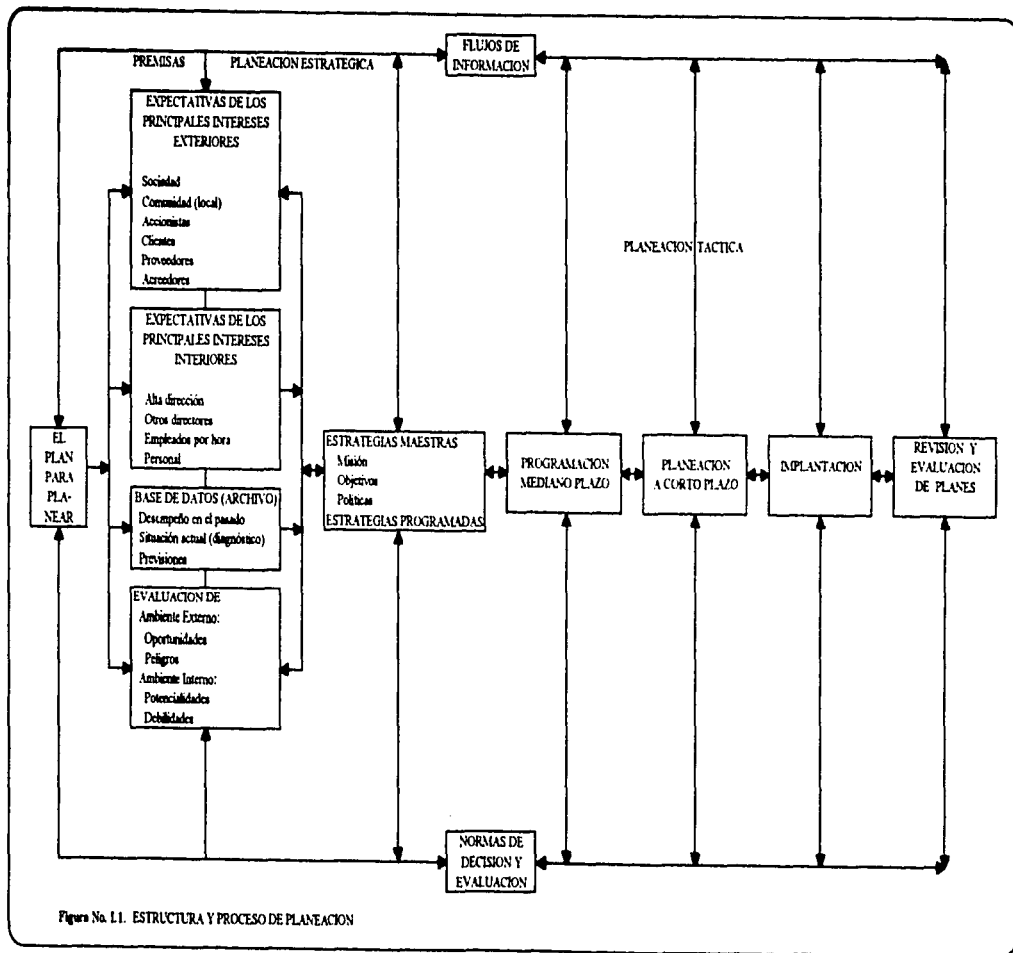 FLUJOS DE
INFORMACION
PREMISAS
PLANEACION ESTRATEGICA
EXPECTATIVAS DE LOS
PRINCIPALES INTERESES
EXTERIORES
Sociedad
Comunidad (local)
Accionistas
Clientes
Proveedores
Acreedores
PLANEACION TACTICA
EXPECTATIVAS DE LOS
PRINCIPALES INTERESES
INTERIORES
Alta dirección
Otros directores
Empleados por hora
Personal
EL
PLAN
PARA
PLA-
NEAR
BASE DE DATOS (ARCHIVO)
Desempeño en el pasado
Situación actual (diagnóstico)
Previsiones
EVALUACION DE
Ambiente Externo:
Oportunidades
Peligros
Ambiente Interno:
Potencialidades
Debilidades
ESTRATEGIAS MAESTRAS
Misión
Objetivos
Políticas
ESTRATEGIAS PROGRAMADAS
PROGRAMACION
MEDIANO PLAZO
PLANEACION
A CORTO PLAZO
IMPLANTACION
REVISION Y
EVALUACION
DE PLANES
NORMAS DE
DECISION Y
EVALUACION
Figura No. I.1. ESTRUCTURA Y PROCESO DE PLANEACION